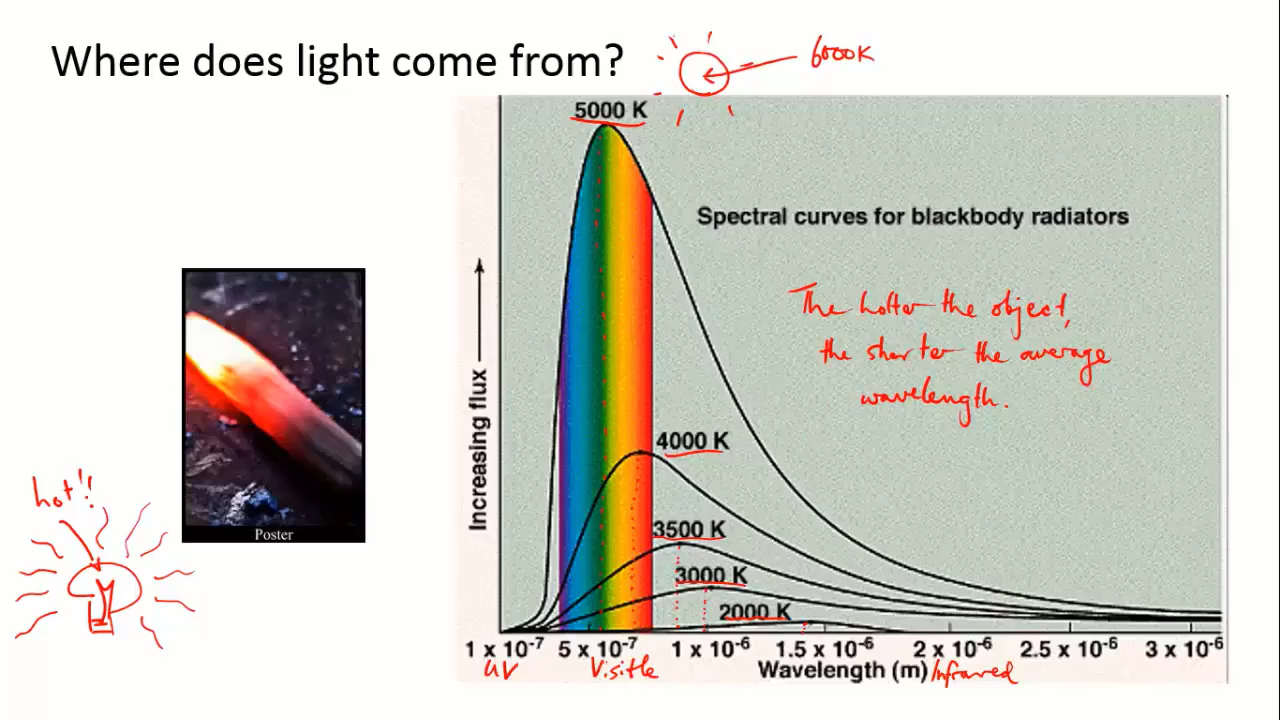 Where does light come from?
6000K
5000 K
Spectral curves for blackbody radiators
The hotter the object,
the shorter the average
wavelength.
Increasing flux
4000 K
3500 K
3000 K
2000 K
hot!!
Poster
1 x 10-7 5 x 10-7 1 x 10-6 1.5 x 10-6 2 x 10-6 2.5 x 10-6 3 x 10-6
UV Visible Wavelength (m) Infrared